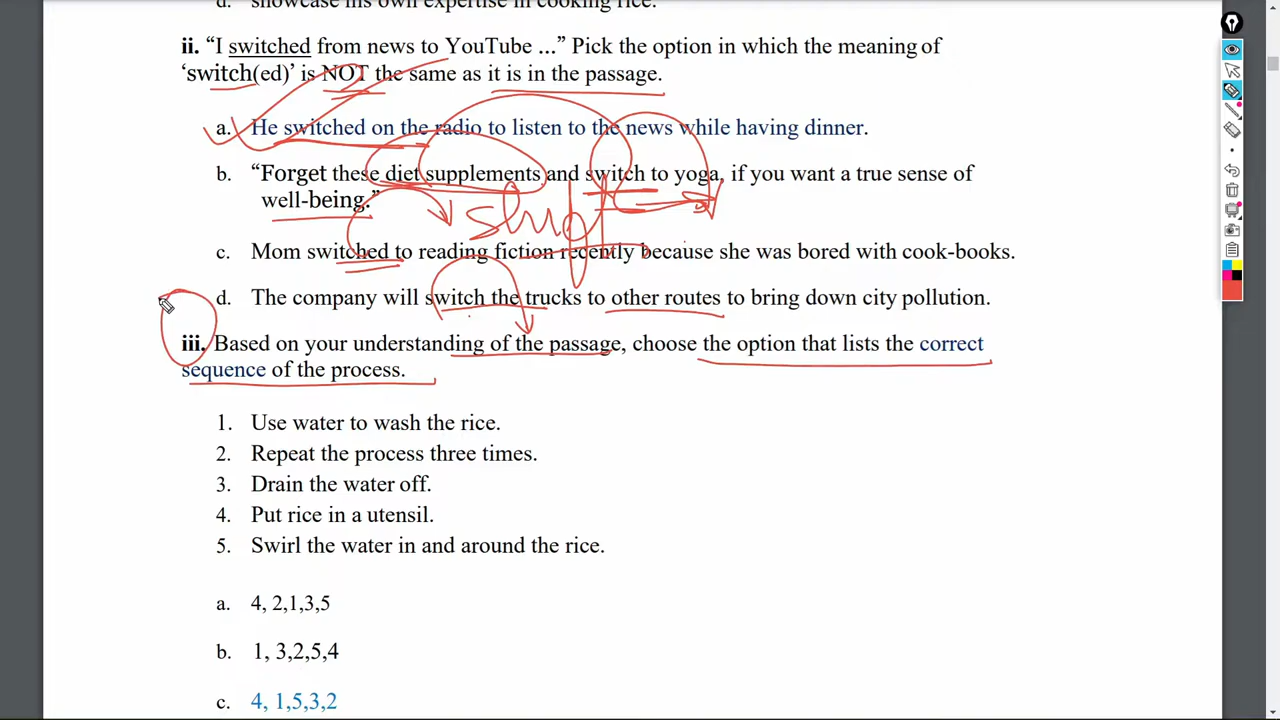 d. showcase his own expertise in cooking rice.
ii. “I switched from news to YouTube ...” Pick the option in which the meaning of
‘switch(ed)’ is NOT the same as it is in the passage.
a. He switched on the radio to listen to the news while having dinner.
b. “Forget these diet supplements and switch to yoga, if you want a true sense of
well-being.”
c. Mom switched to reading fiction recently because she was bored with cook-books.
d. The company will switch the trucks to other routes to bring down city pollution.
iii. Based on your understanding of the passage, choose the option that lists the correct
sequence of the process.
1. Use water to wash the rice.
2. Repeat the process three times.
3. Drain the water off.
4. Put rice in a utensil.
5. Swirl the water in and around the rice.
a. 4, 2,1,3,5
b. 1, 3,2,5,4
c. 4, 1,5,3,2